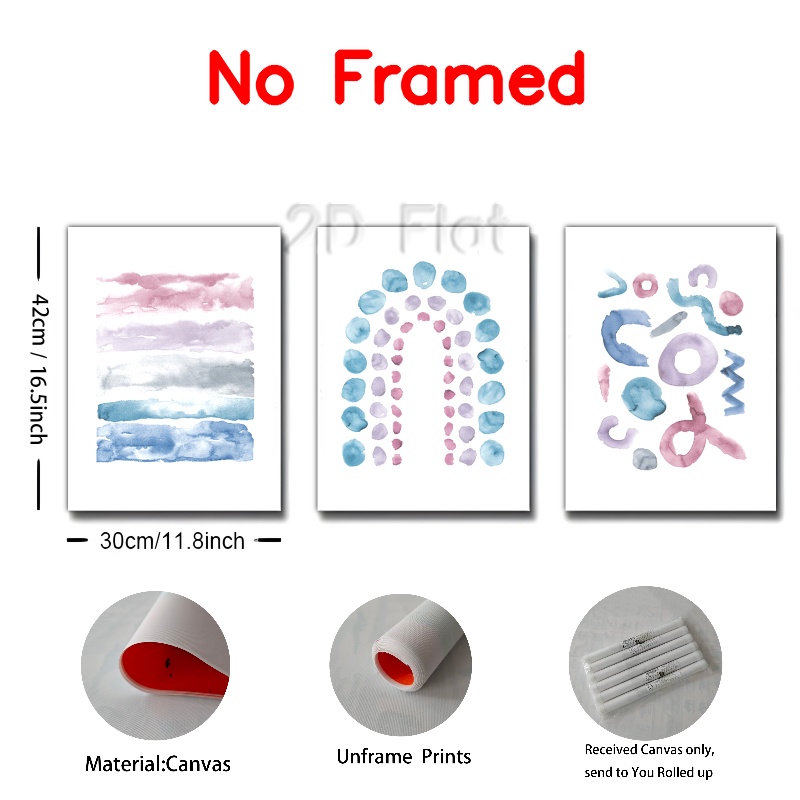 No Framed
2D Flat
42cm / 16.5inch
30cm/11.8inch
Material:Canvas
Unframe Prints
Received Canvas only,
send to You Rolled up